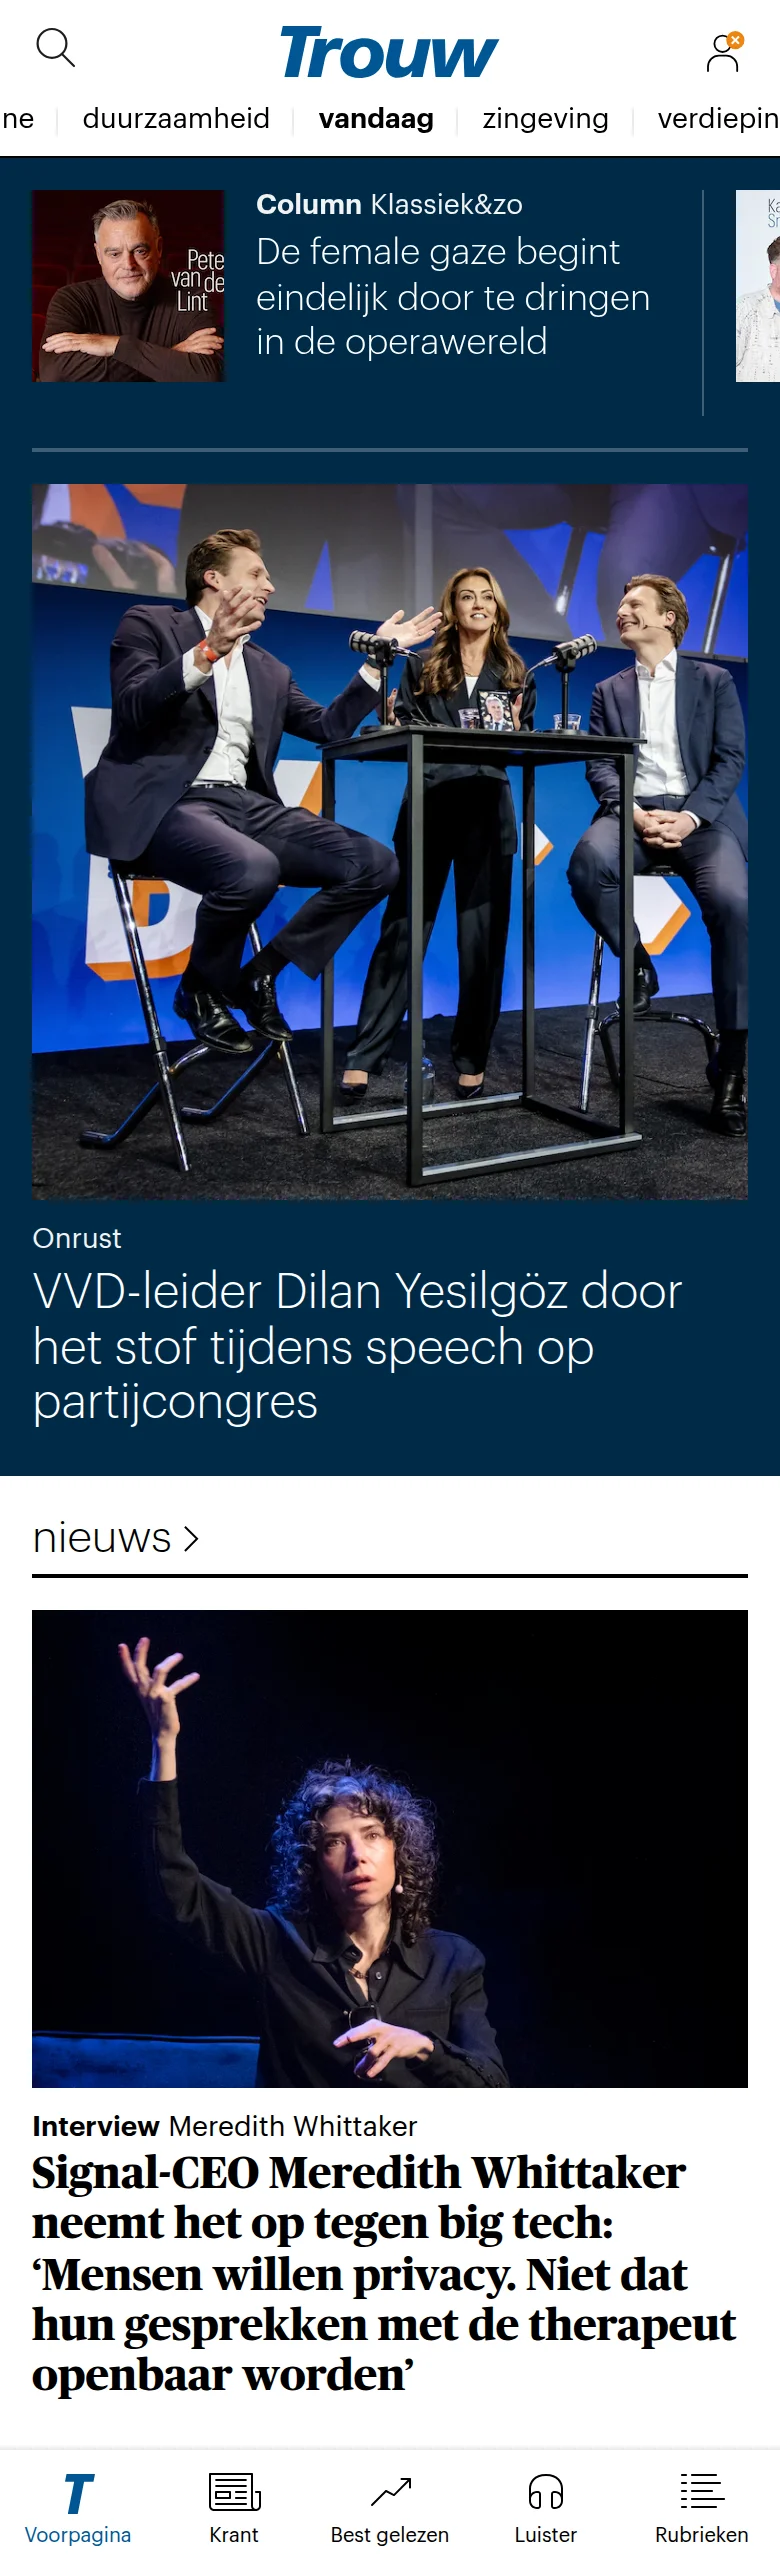 Trouw
ne
duurzaamheid
vandaag
zingeving
verdiepin
Column Klassiek&zo
De female gaze begint
eindelijk door te dringen
in de operawereld
Pete
van de
Lint
Ka
Onrust
VVD-leider Dilan Yesilgöz door
het stof tijdens speech op
partijcongres
nieuws
Interview Meredith Whittaker
Signal-CEO Meredith Whittaker
neemt het op tegen big tech:
‘Mensen willen privacy. Niet dat
hun gesprekken met de therapeut
openbaar worden’
T
Voorpagina
Krant
Best gelezen
Luister
Rubrieken